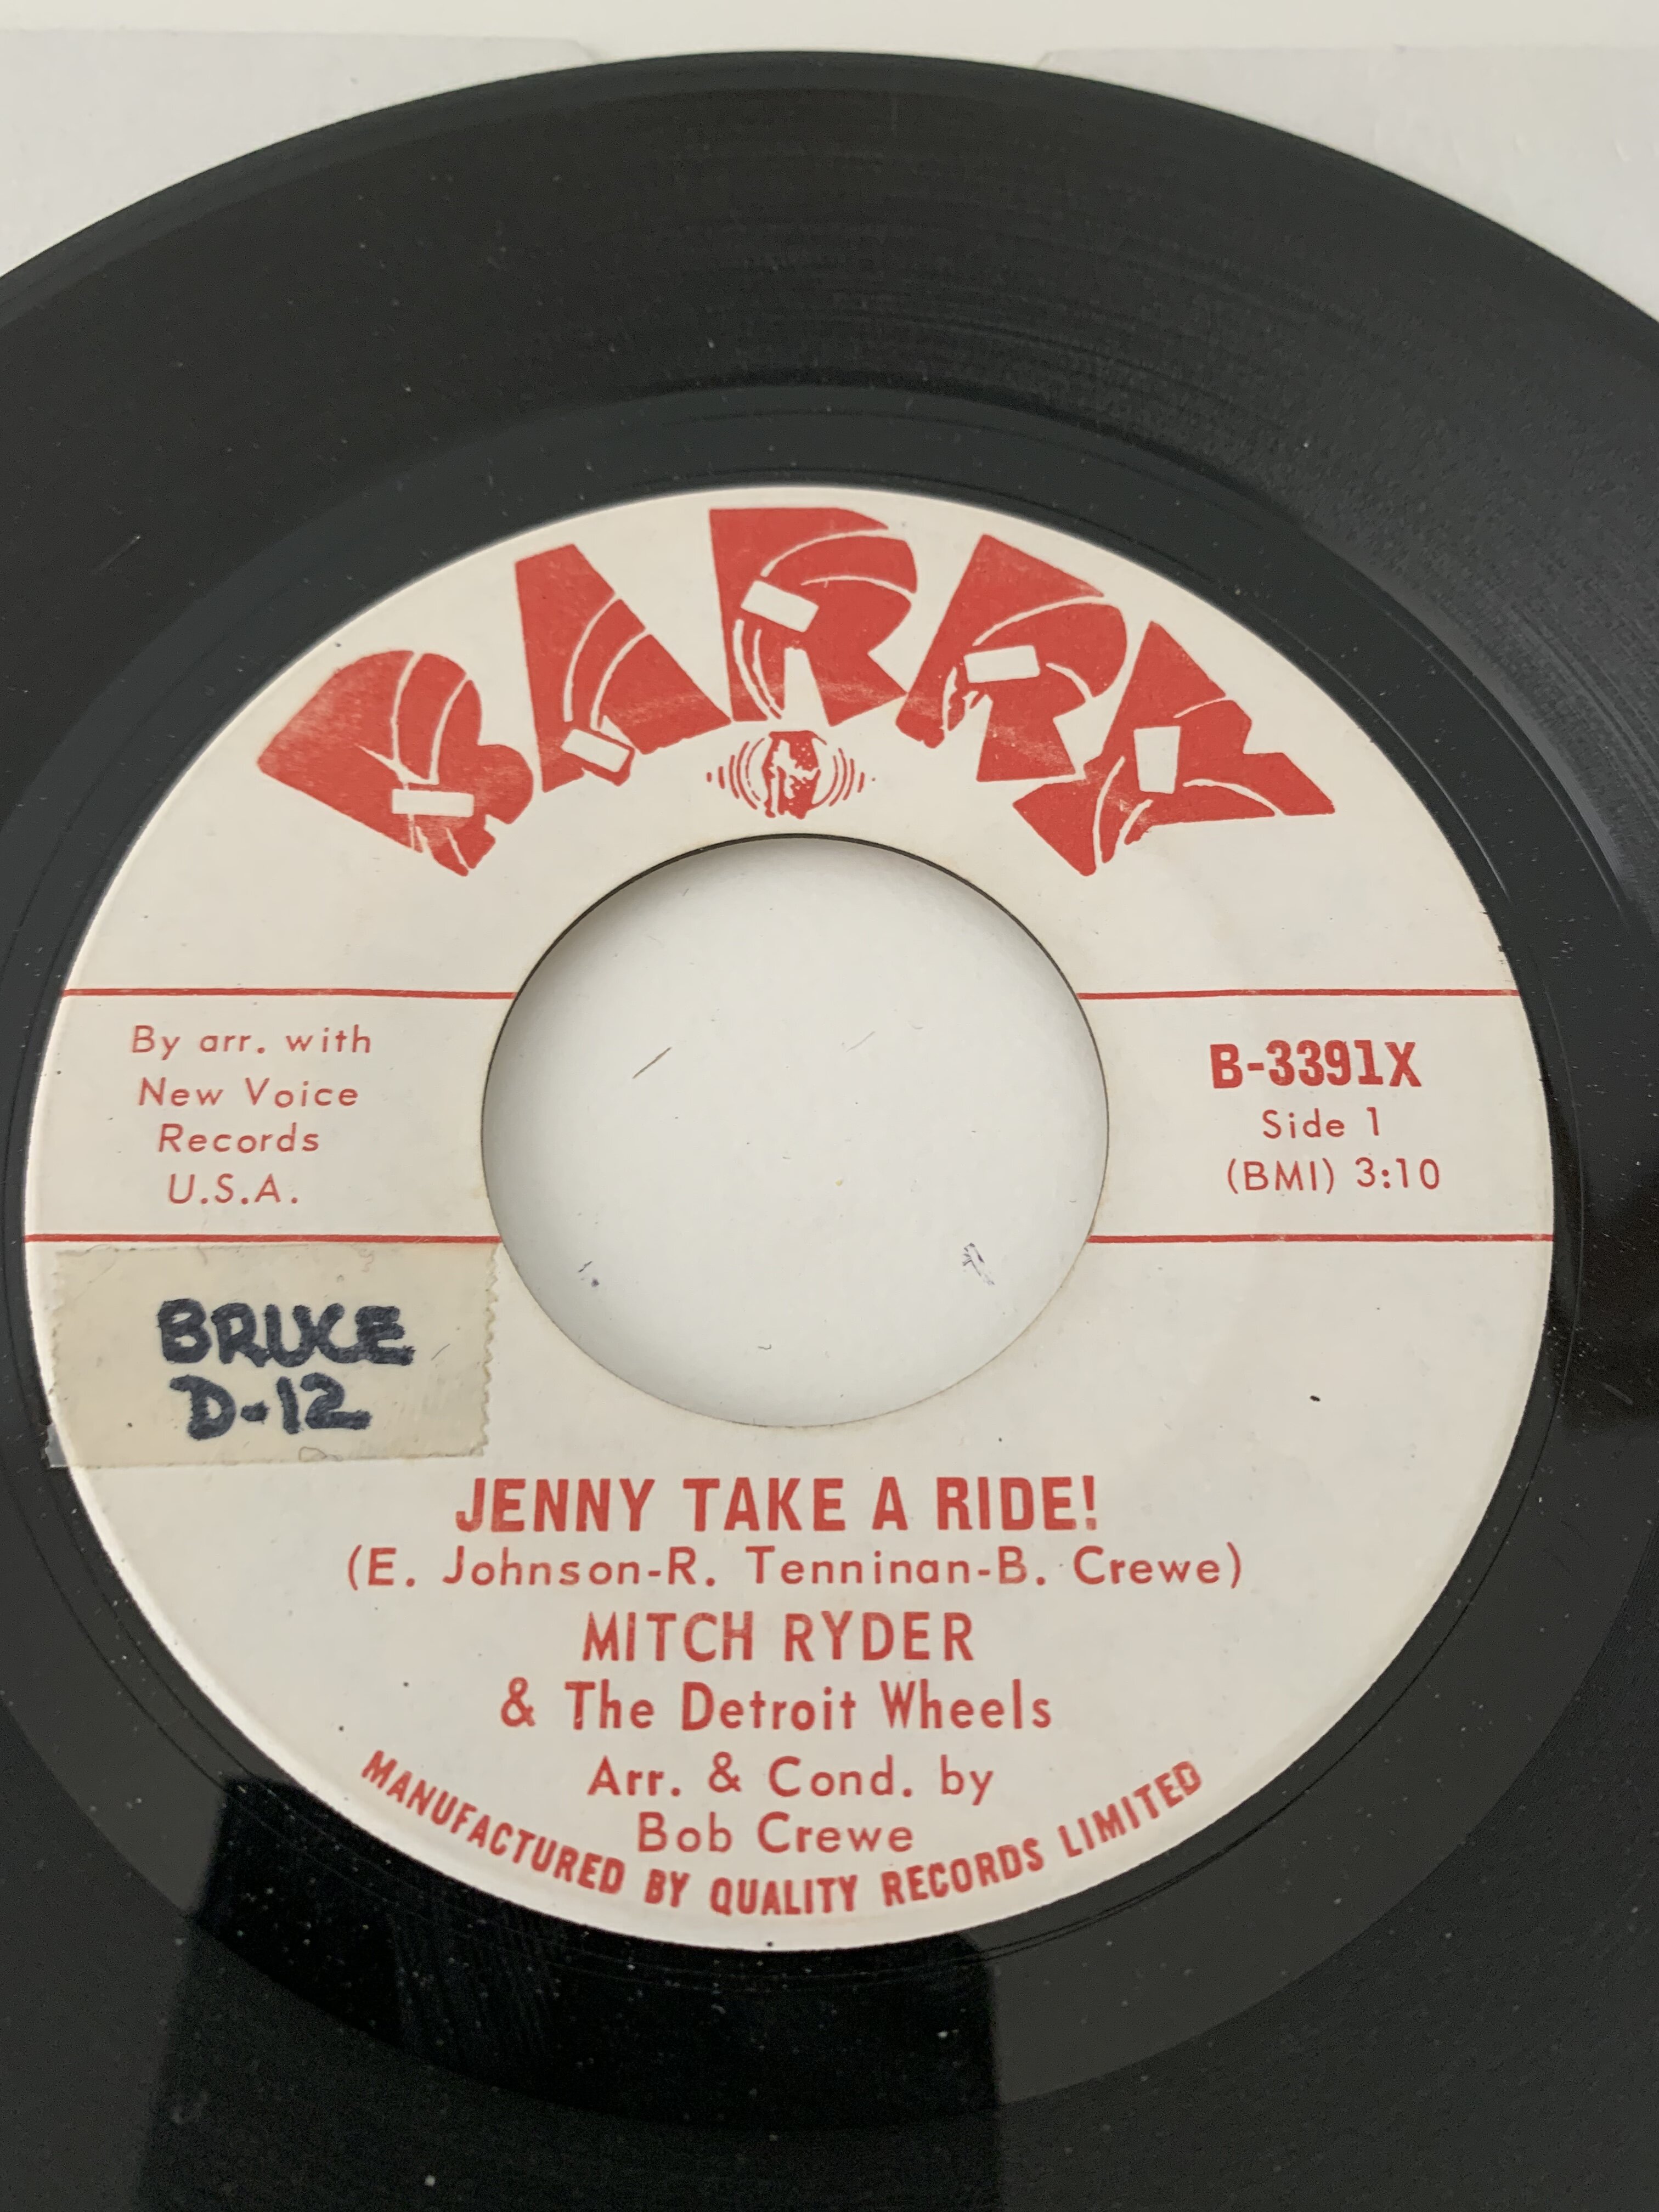 BARRY
By arr. with
New Voice
Records
U.S.A.
B-3391X
Side 1
(BMI) 3:10
BRUCE
D-12
JENNY TAKE A RIDE!
(E. Johnson-R. Tenninan-B. Crewe)
MITCH RYDER
& The Detroit Wheels
Arr. & Cond. by
Bob Crewe
MANUFACTURED BY QUALITY RECORDS LIMITED